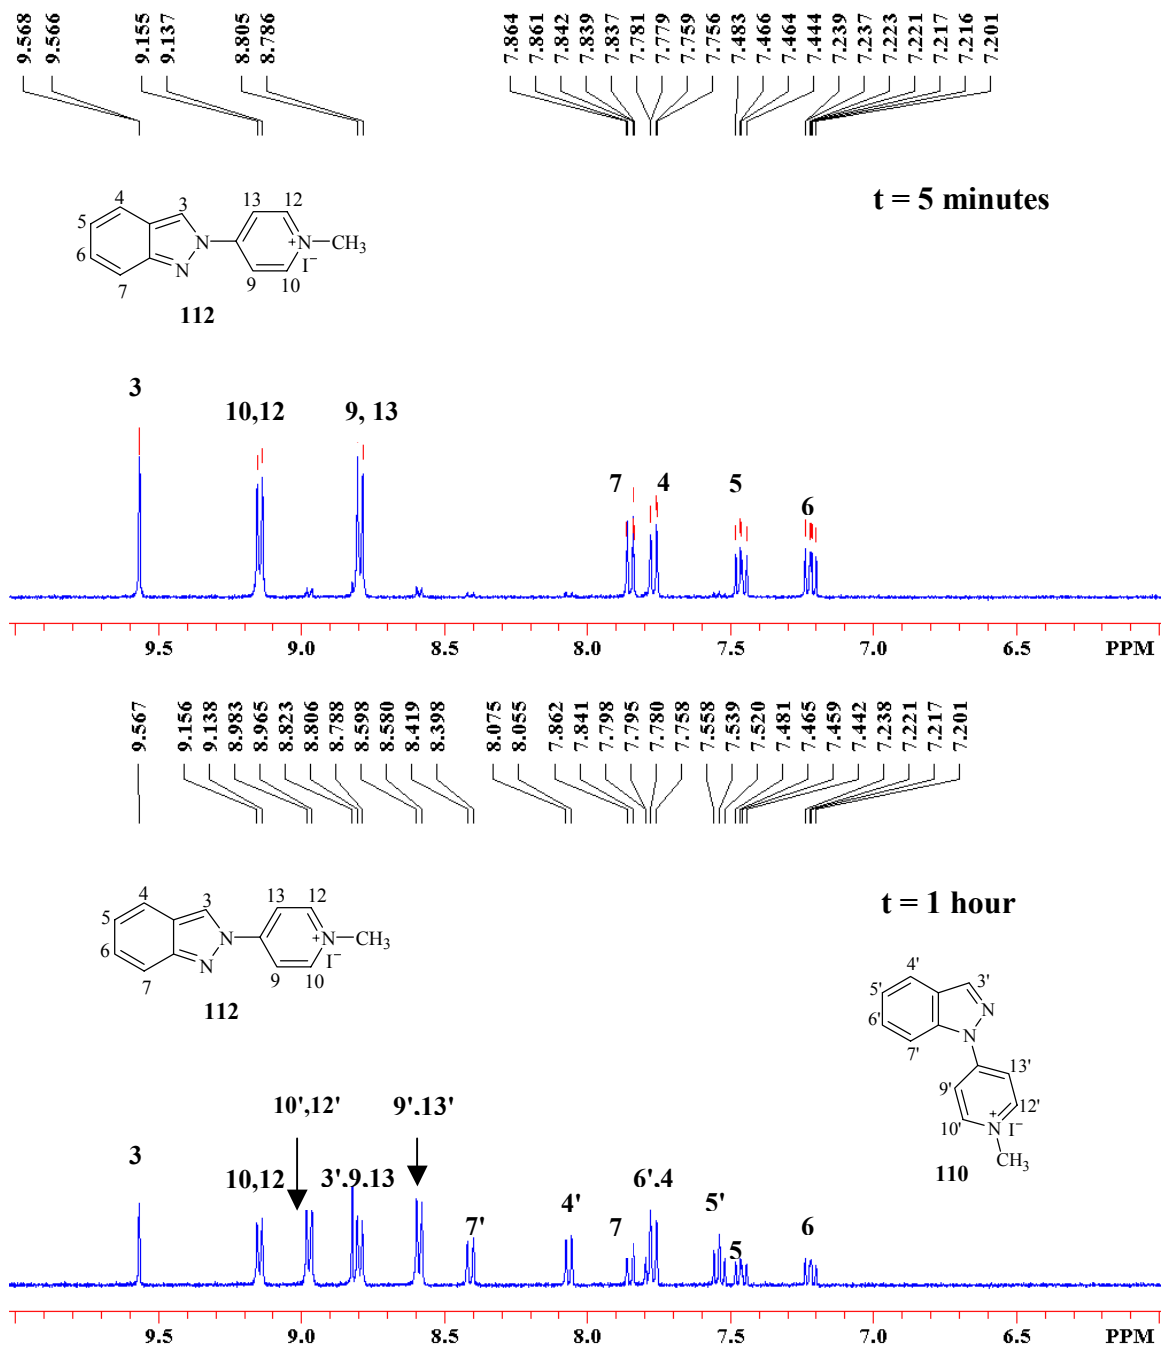 9.568 9.566 9.155 9.137 8.805 8.786 7.864 7.861 7.842 7.839 7.837 7.781 7.779 7.759 7.756 7.483 7.466 7.464 7.444 7.239 7.237 7.223 7.221 7.217 7.216 7.201
t = 5 minutes
4 3 13 12
5
N N + CH3
6 N I−
7 9 10
112
3
10,12 9, 13
7 4 5
6
9.5 9.0 8.5 8.0 7.5 7.0 6.5 PPM
9.567 9.156 9.138 8.983 8.965 8.823 8.806 8.788 8.598 8.580 8.419 8.398 8.075 8.055 7.862 7.841 7.798 7.795 7.780 7.758 7.558 7.539 7.520 7.481 7.465 7.459 7.442 7.238 7.221 7.217 7.201
t = 1 hour
4 3 13 12
5
N N + CH3
6 N I−
7 9 10
112
4' 3'
5'
N
6' N
7'
13'
9'
12'
10' N + I−
CH3
110
10',12' 9',13'
3 10,12 3',9,13 6',4
7' 4' 7 5' 5 6
9.5 9.0 8.5 8.0 7.5 7.0 6.5 PPM